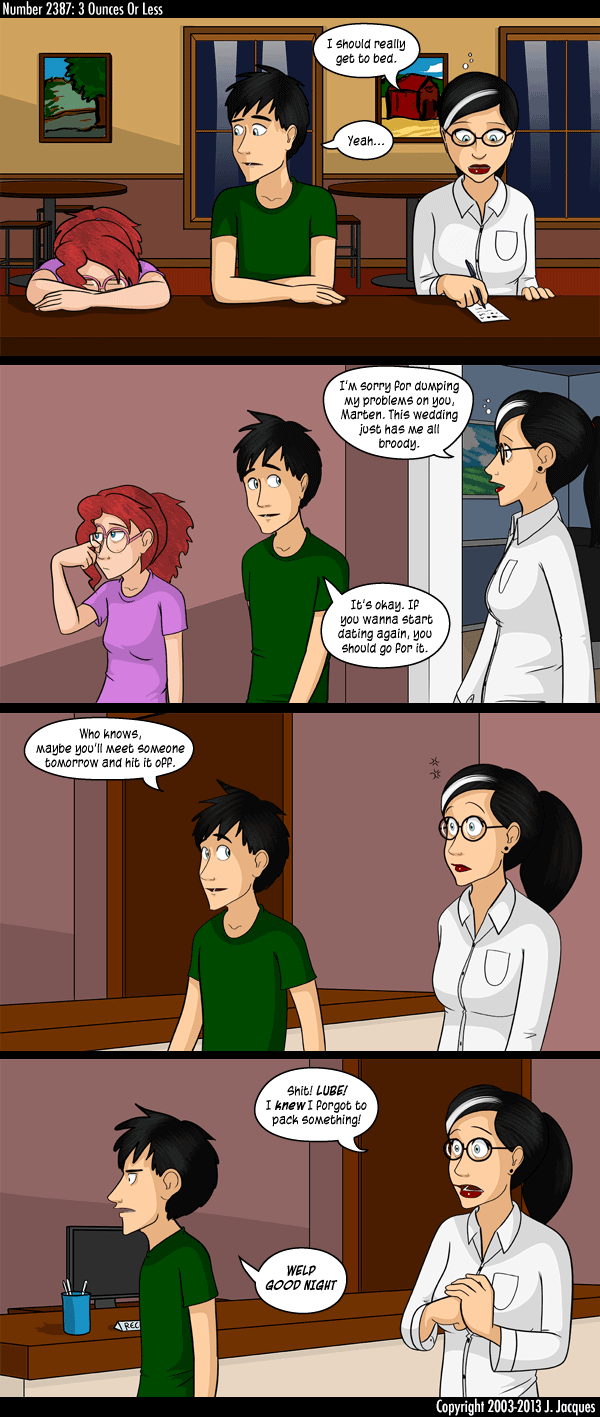 Number 2387: 3 Ounces Or Less
I should really
get to bed.
Yeah...
I'm sorry for dumping
my problems on you,
Marten. This wedding
just has me all
broody.
It's okay. If
you wanna start
dating again, you
should go for it.
Who knows,
maybe you'll meet someone
tomorrow and hit it off.
Shit! LUBE!
I knew I forgot to
pack something!
WELP
GOOD NIGHT
REC
Copyright 2003-2013 J. Jacques